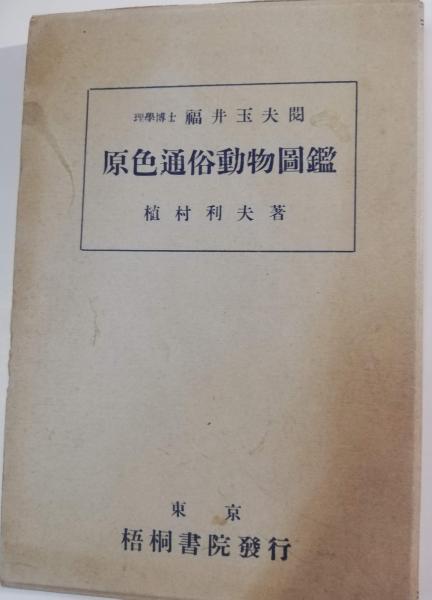 理學博士 福井玉夫閱
原色通俗動物圖鑑
植村利夫著
東京
梧桐書院發行